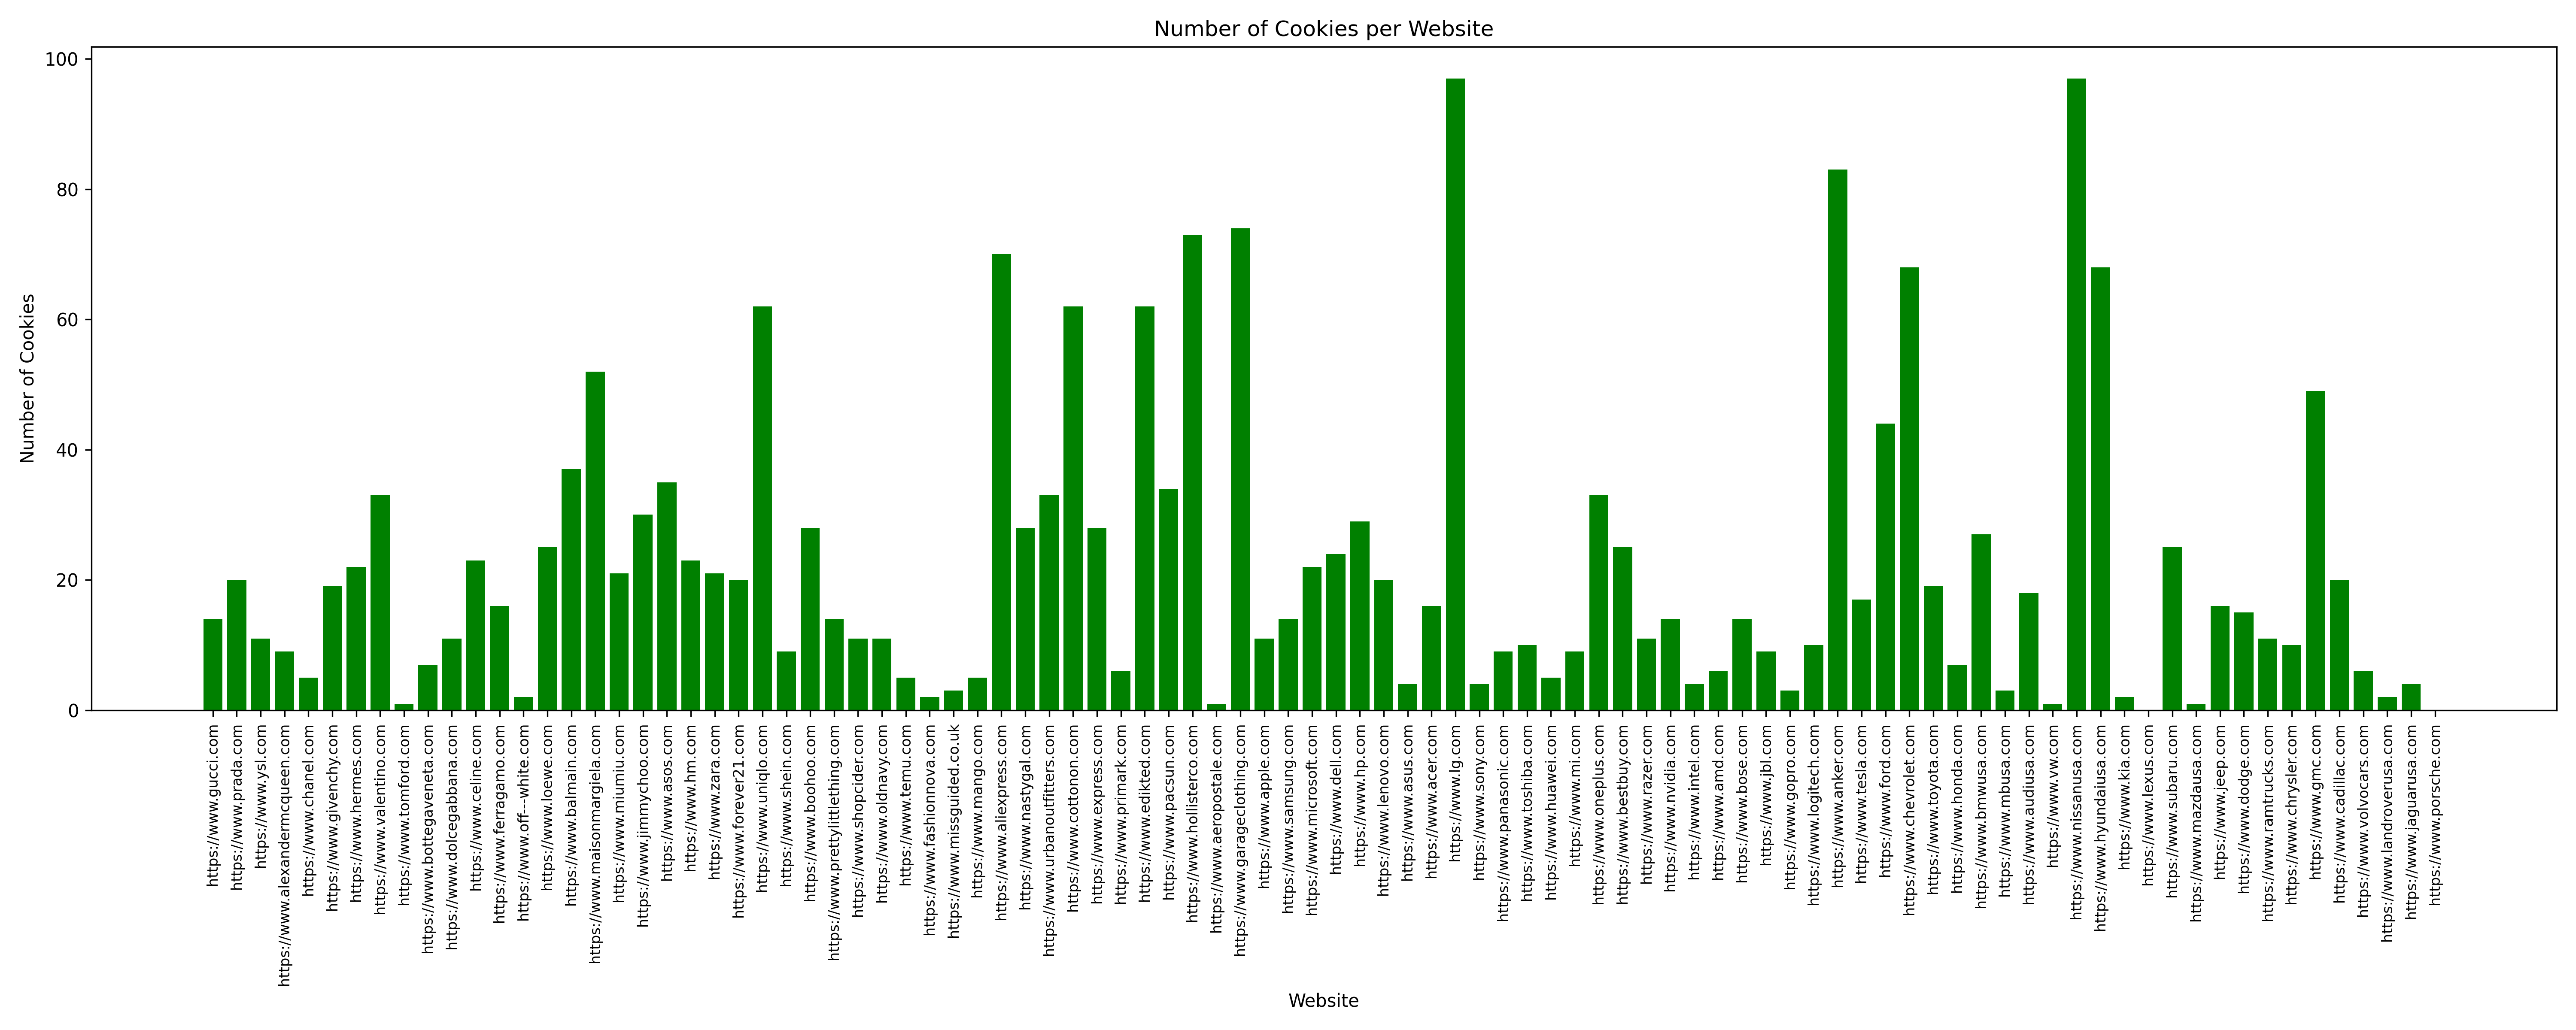 Number of Cookies per Website
Number of Cookies
100
80
60
40
20
0
https://www.gucci.com
https://www.prada.com
https://www.ysl.com
https://www.alexandermcqueen.com
https://www.chanel.com
https://www.givenchy.com
https://www.hermes.com
https://www.valentino.com
https://www.tomford.com
https://www.bottegaveneta.com
https://www.dolcegabbana.com
https://www.celine.com
https://www.ferragamo.com
https://www.off---white.com
https://www.loewe.com
https://www.balmain.com
https://www.maisonmargiela.com
https://www.miumiu.com
https://www.jimmychoo.com
https://www.asos.com
https://www.hm.com
https://www.zara.com
https://www.forever21.com
https://www.uniqlo.com
https://www.shein.com
https://www.boohoo.com
https://www.prettylittlething.com
https://www.shopcider.com
https://www.oldnavy.com
https://www.temu.com
https://www.fashionnova.com
https://www.missguided.co.uk
https://www.mango.com
https://www.aliexpress.com
https://www.nastygal.com
https://www.urbanoutfitters.com
https://www.cottonon.com
https://www.express.com
https://www.primark.com
https://www.edikted.com
https://www.pacsun.com
https://www.hollisterco.com
https://www.aeropostale.com
https://www.garageclothing.com
https://www.apple.com
https://www.samsung.com
https://www.microsoft.com
https://www.dell.com
https://www.hp.com
https://www.lenovo.com
https://www.asus.com
https://www.acer.com
https://www.lg.com
https://www.sony.com
https://www.panasonic.com
https://www.toshiba.com
https://www.huawei.com
https://www.mi.com
https://www.oneplus.com
https://www.bestbuy.com
https://www.razer.com
https://www.nvidia.com
https://www.intel.com
https://www.amd.com
https://www.bose.com
https://www.jbl.com
https://www.gopro.com
https://www.logitech.com
https://www.anker.com
https://www.tesla.com
https://www.ford.com
https://www.chevrolet.com
https://www.toyota.com
https://www.honda.com
https://www.bmwusa.com
https://www.mbusa.com
https://www.audiusa.com
https://www.vw.com
https://www.nissanusa.com
https://www.hyundaiusa.com
https://www.kia.com
https://www.lexus.com
https://www.subaru.com
https://www.mazdausa.com
https://www.jeep.com
https://www.dodge.com
https://www.ramtrucks.com
https://www.chrysler.com
https://www.gmc.com
https://www.cadillac.com
https://www.volvocars.com
https://www.landroverusa.com
https://www.jaguarusa.com
https://www.porsche.com
Website